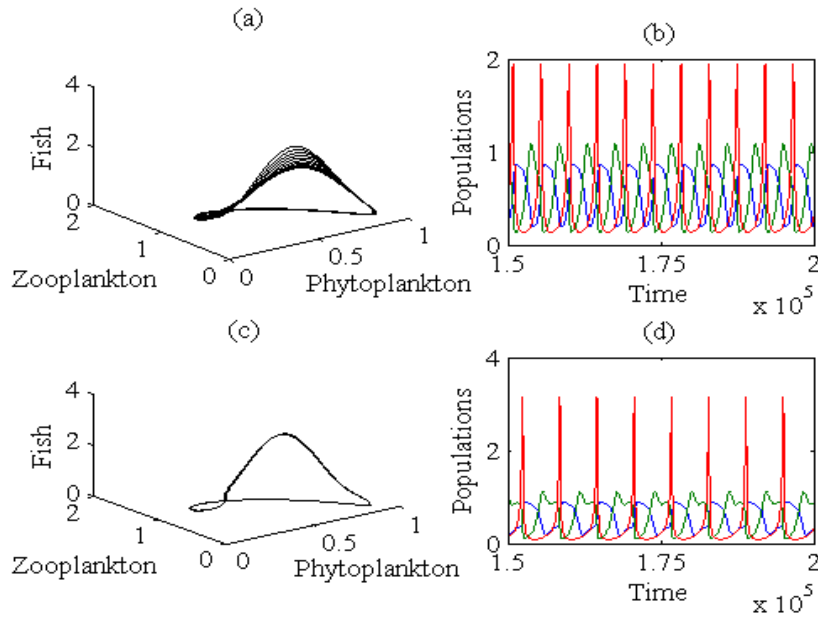 (a)
4
2
0
Fish
2
1
0
Zooplankton
0
0.5
1
Phytoplankton
(b)
2
1
0
Populations
1.5
1.75
2
Time
x 10^5
(c)
4
2
0
Fish
2
1
0
Zooplankton
0
0.5
1
Phytoplankton
(d)
4
2
0
Populations
1.5
1.75
2
Time
x 10^5